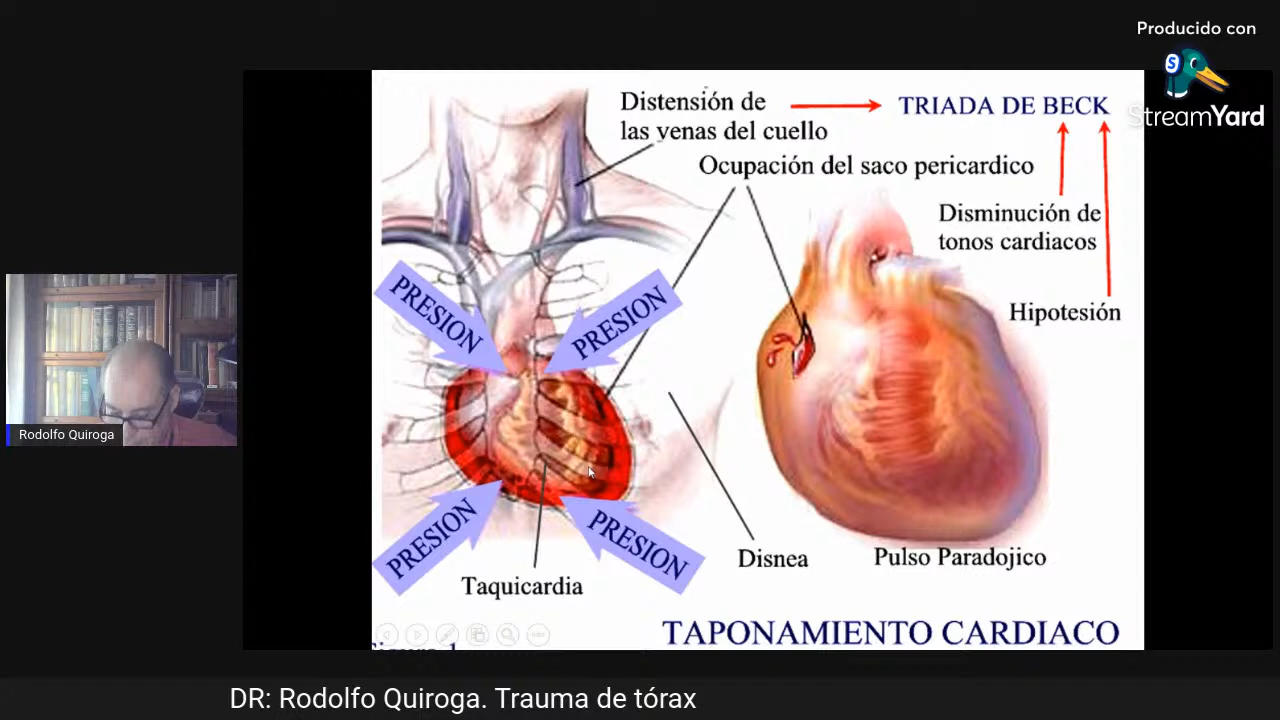 Producido con
StreamYard
Distensión de
las venas del cuello
TRIADA DE BECK
Ocupación del saco pericardico
Disminución de
tonos cardiacos
Hipotesión
PRESION
PRESION
PRESION
PRESION
Disnea
Pulso Paradojico
Taquicardia
TAPONAMIENTO CARDIACO
Rodolfo Quiroga
DR: Rodolfo Quiroga. Trauma de tórax